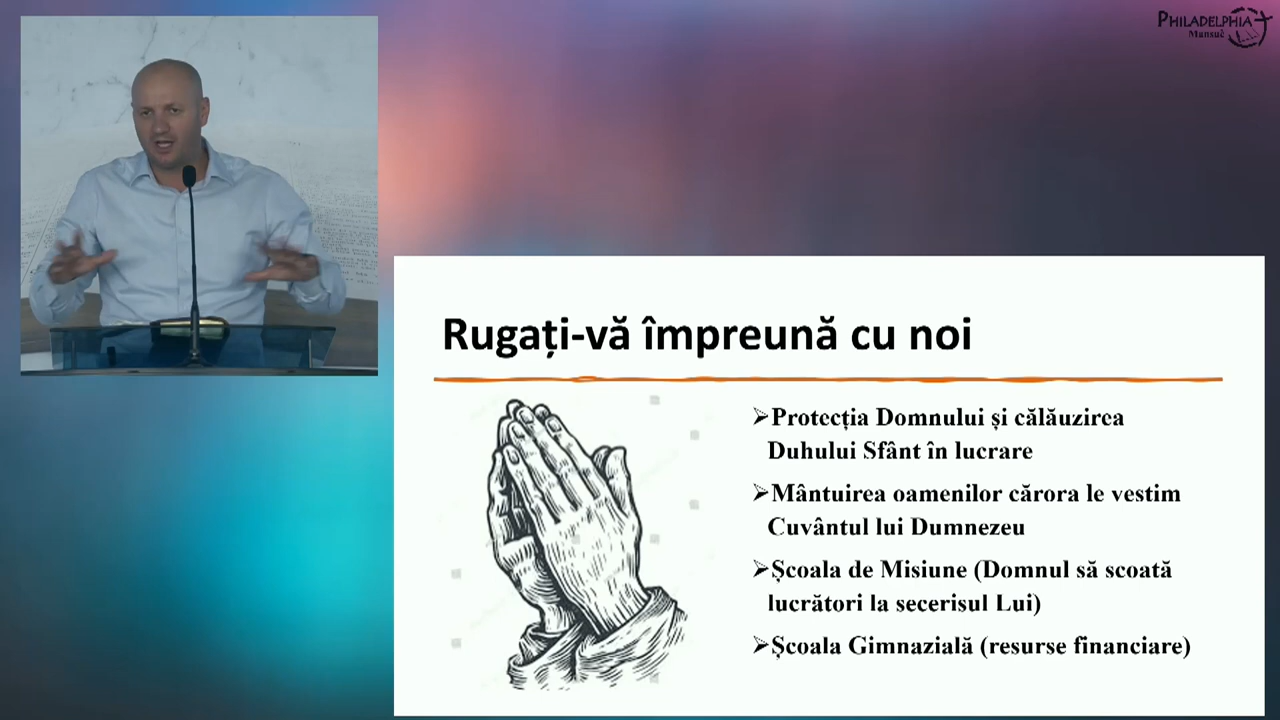 PHILADELPHIA
Mansuè
Rugați-vă împreună cu noi
➢Protecția Domnului și călăuzirea
Duhului Sfânt în lucrare
➢Mântuirea oamenilor cărora le vestim
Cuvântul lui Dumnezeu
➢Școala de Misiune (Domnul să scoată
lucrători la secerisul Lui)
➢Școala Gimnazială (resurse financiare)